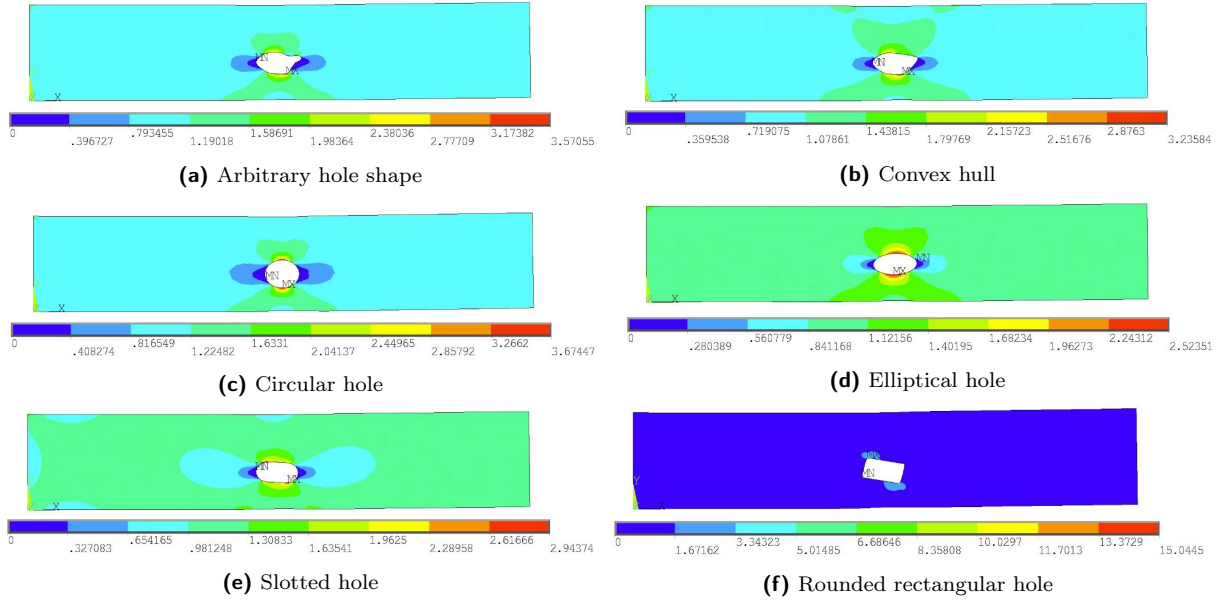 MN
MX
Y X
0 .793455 1.58691 2.38036 3.17382
.396727 1.19018 1.98364 2.77709 3.57055
(a) Arbitrary hole shape
MN
MX
X
0 .719075 1.43815 2.15723 2.8763
.359538 1.07861 1.79769 2.51676 3.23584
(b) Convex hull
MN
MX
X
0 .816549 1.6331 2.44965 3.2662
.408274 1.22482 2.04137 2.85792 3.67447
(c) Circular hole
MN
MX
X
0 .560779 1.12156 1.68234 2.24312
.280389 .841168 1.40195 1.96273 2.52351
(d) Elliptical hole
MN
MX
X
0 .654165 1.30833 1.9625 2.61666
.327083 .981248 1.63541 2.28958 2.94374
(e) Slotted hole
MN
Y
X
0 3.34323 6.68646 10.0297 13.3729
1.67162 5.01485 8.35808 11.7013 15.0445
(f) Rounded rectangular hole